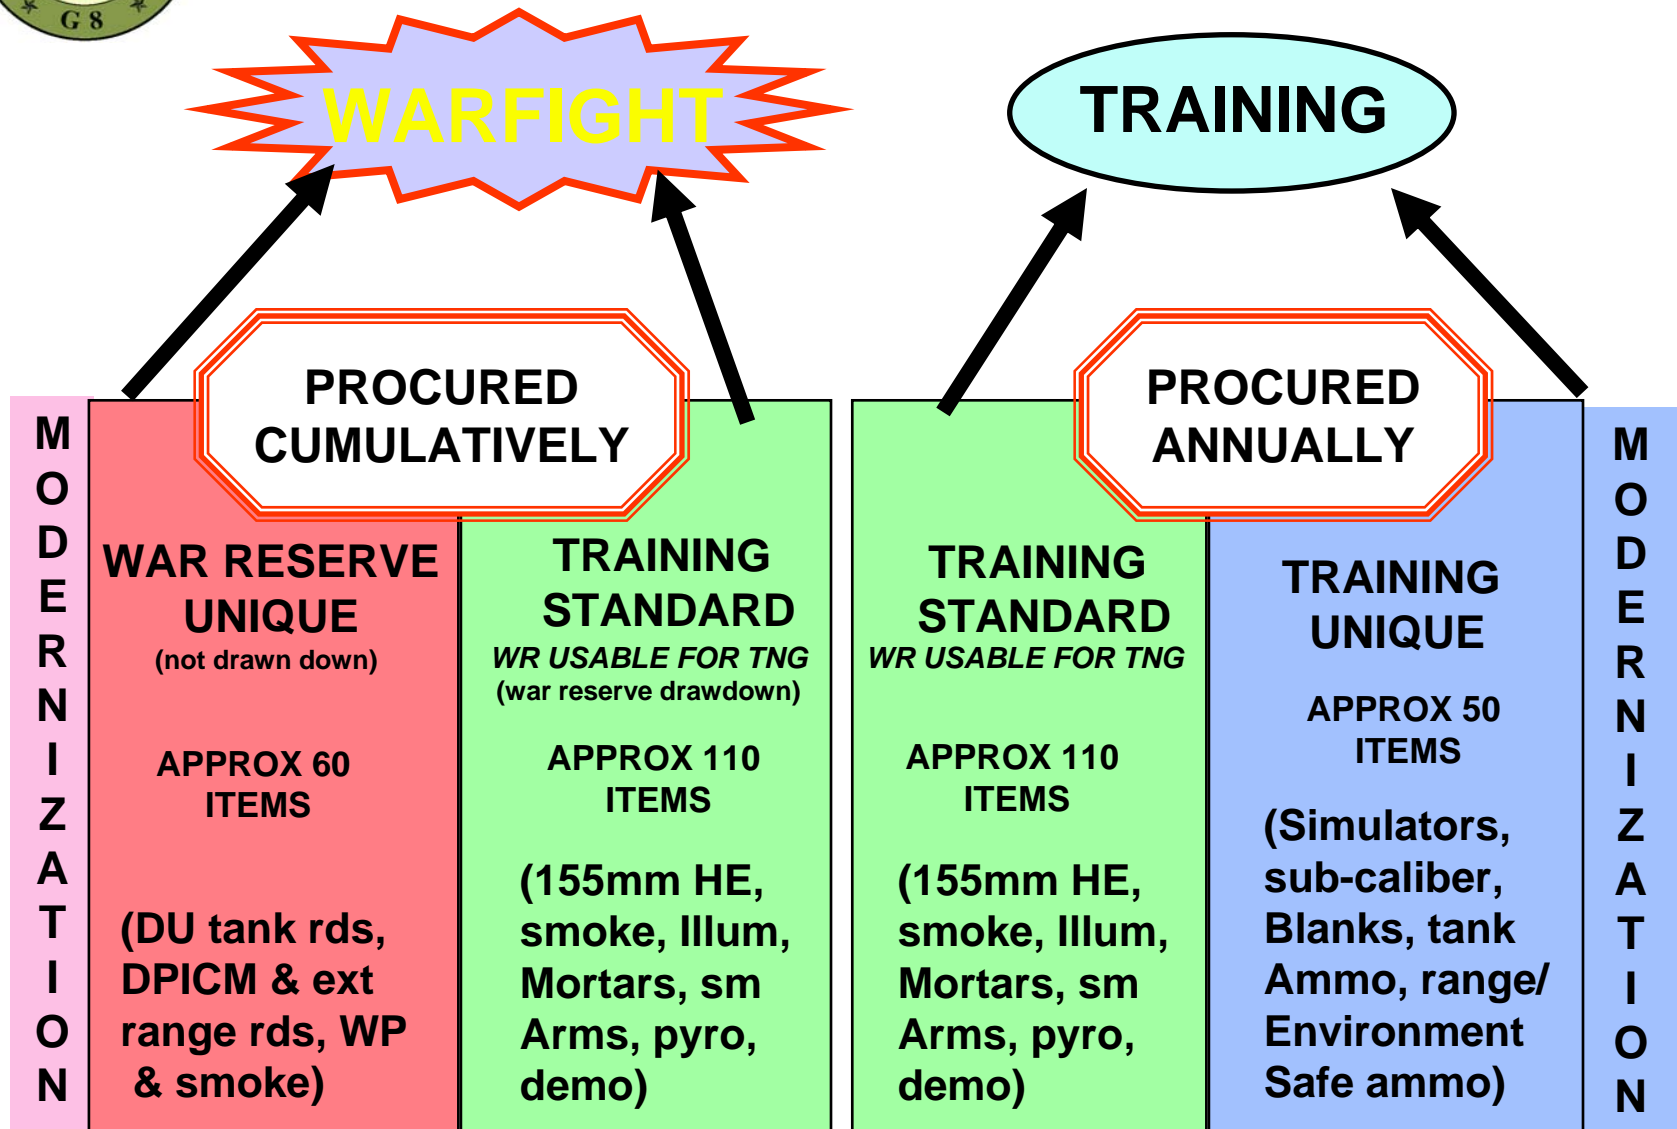 G 8
WARFIGHT
TRAINING
PROCURED
CUMULATIVELY
PROCURED
ANNUALLY
M
O
D
E
R
N
I
Z
A
T
I
O
N
WAR RESERVE
UNIQUE
(not drawn down)
APPROX 60
ITEMS
(DU tank rds,
DPICM & ext
range rds, WP
& smoke)
TRAINING
STANDARD
WR USABLE FOR TNG
(war reserve drawdown)
APPROX 110
ITEMS
(155mm HE,
smoke, Illum,
Mortars, sm
Arms, pyro,
demo)
TRAINING
STANDARD
WR USABLE FOR TNG
APPROX 110
ITEMS
(155mm HE,
smoke, Illum,
Mortars, sm
Arms, pyro,
demo)
TRAINING
UNIQUE
APPROX 50
ITEMS
(Simulators,
sub-caliber,
Blanks, tank
Ammo, range/
Environment
Safe ammo)
M
O
D
E
R
N
I
Z
A
T
I
O
N